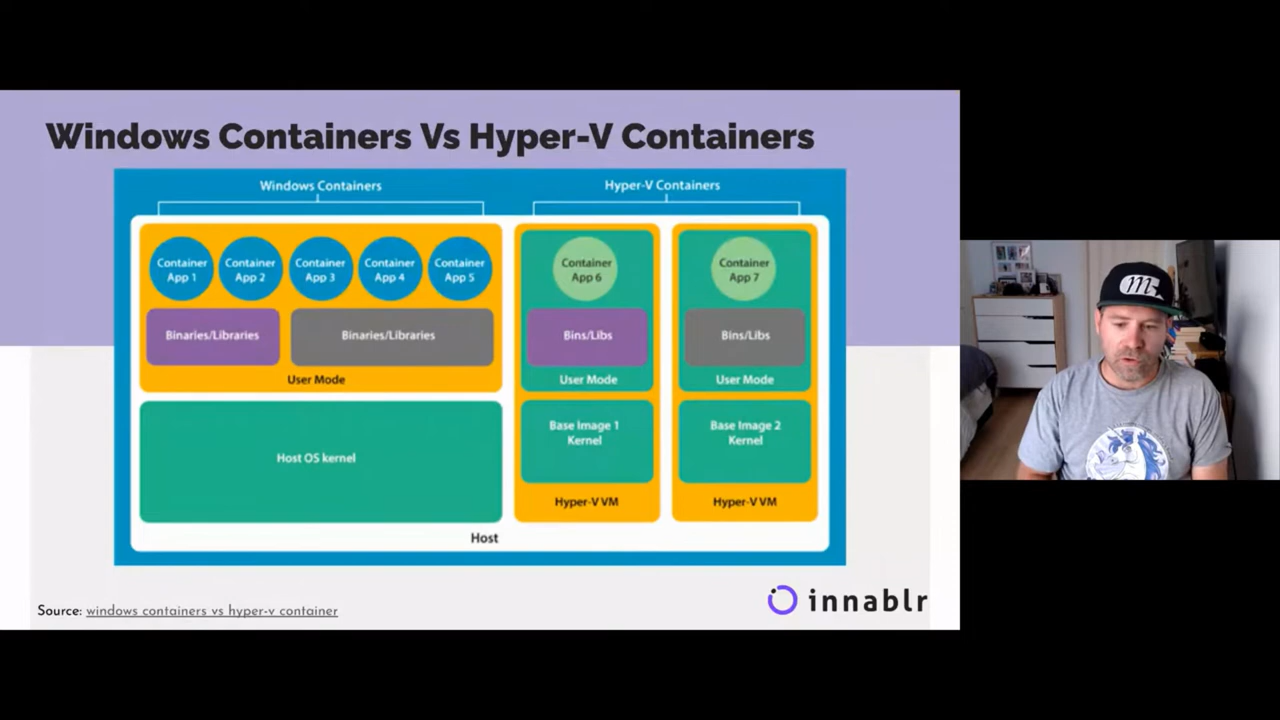 Windows Containers Vs Hyper-V Containers
Windows Containers
Hyper-V Containers
Container
App 1
Container
App 2
Container
App 3
Container
App 4
Container
App 5
Binaries/Libraries
Binaries/Libraries
User Mode
Host OS kernel
Container
App 6
Bins/Libs
User Mode
Base Image 1
Kernel
Hyper-V VM
Container
App 7
Bins/Libs
User Mode
Base Image 2
Kernel
Hyper-V VM
Host
Source: windows containers vs hyper-v container
innablr
m